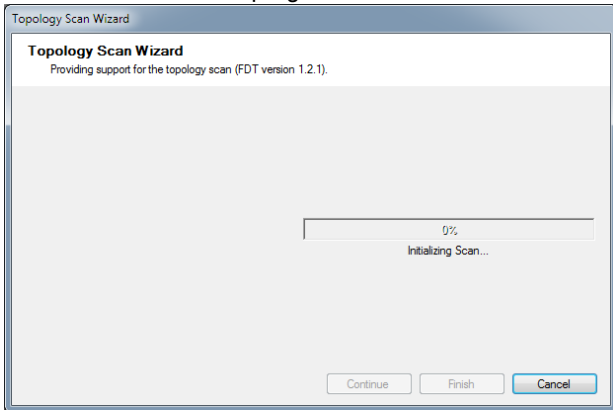 Topology Scan Wizard
Topology Scan Wizard
Providing support for the topology scan (FDT version 1.2.1).
0%
Initializing Scan...
Continue Finish Cancel